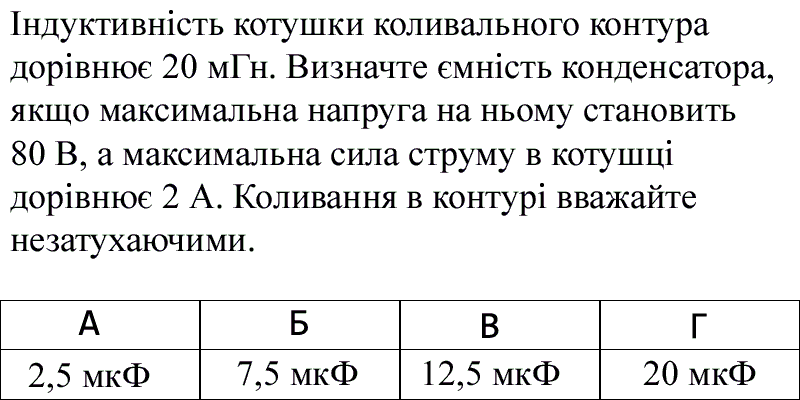 Індуктивність котушки коливального контура
дорівнює 20 мГн. Визначте ємність конденсатора,
якщо максимальна напруга на ньому становить
80 В, а максимальна сила струму в котушці
дорівнює 2 А. Коливання в контурі вважайте
незатухаючими.
А Б В Г
2,5 мкФ 7,5 мкФ 12,5 мкФ 20 мкФ